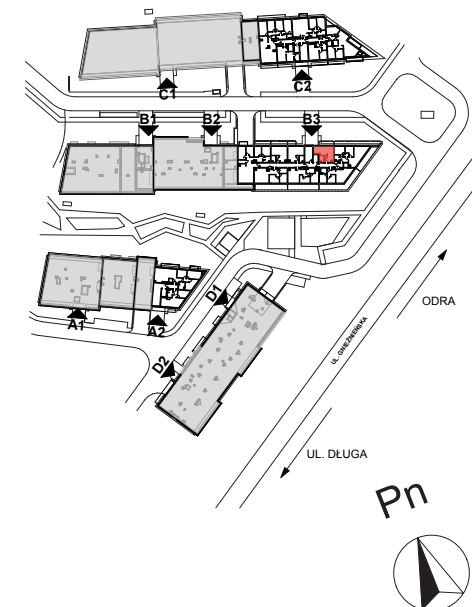 C1
C2
B1
B2
B3
A1
A2
D1
D2
ODRA
UL. GNIEŹNIEŃSKA
UL. DŁUGA
Pn